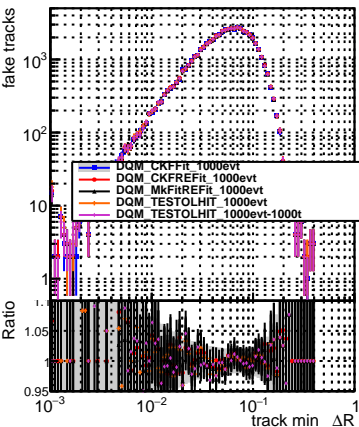 fake tracks
10³
10²
10
1
DQM_CKFFit_1000evt
DQM_CKFREFit_1000evt
DQM_MkFitREFit_1000evt
DQM_TESTOLHIT_1000evt
DQM_TESTOLHIT_1000evt-1000t
Ratio
1.05
1
0.95
10⁻³
10⁻²
10⁻¹
1
track min ΔR